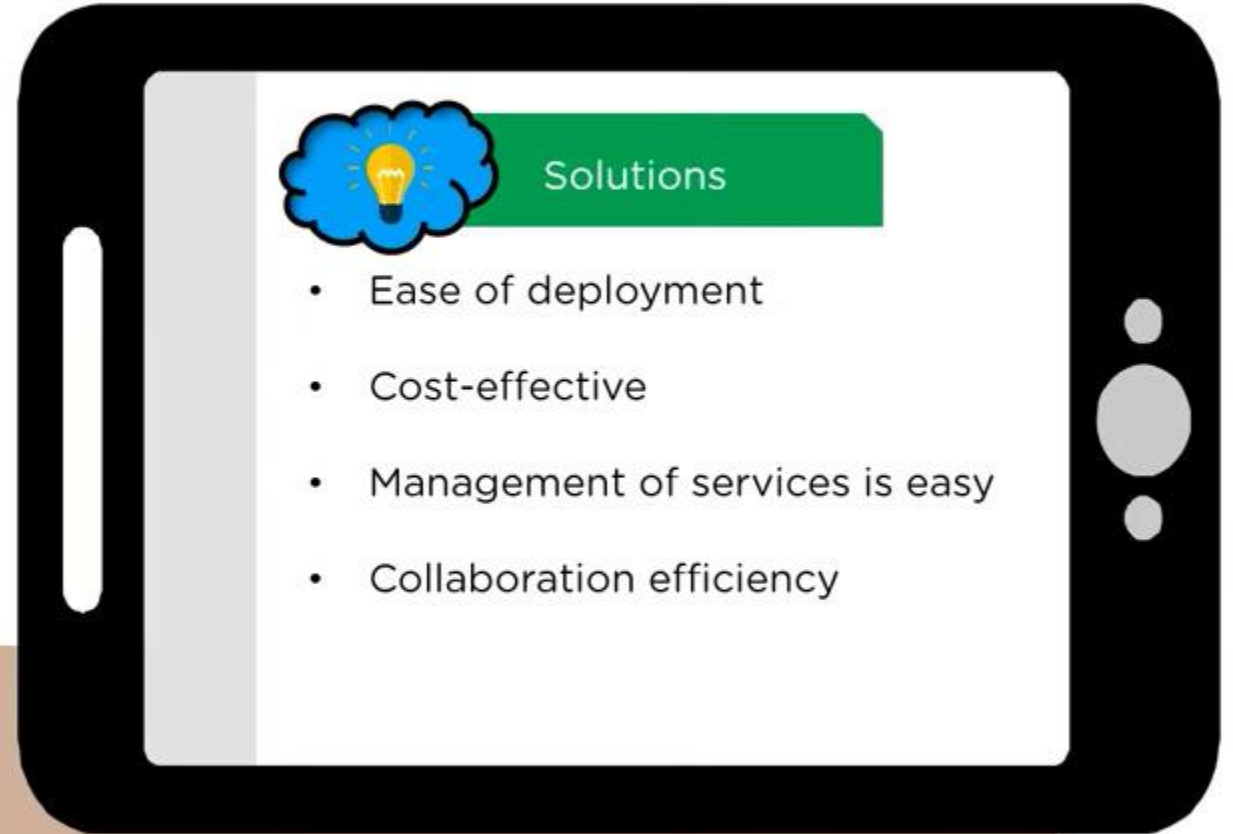 Solutions
• Ease of deployment
• Cost-effective
• Management of services is easy
• Collaboration efficiency